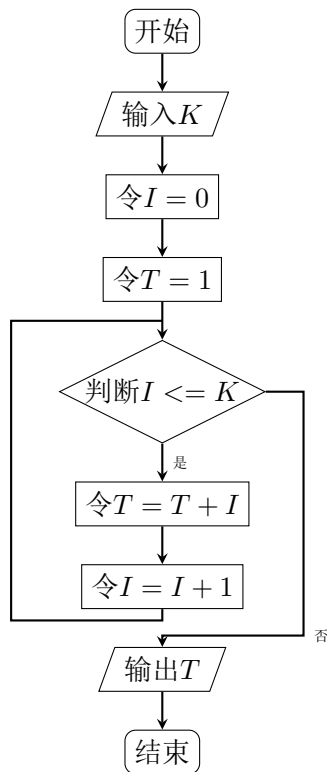 开始
输入K
令I = 0
令T = 1
判断I <= K
是
令T = T + I
令I = I + 1
否
输出T
结束